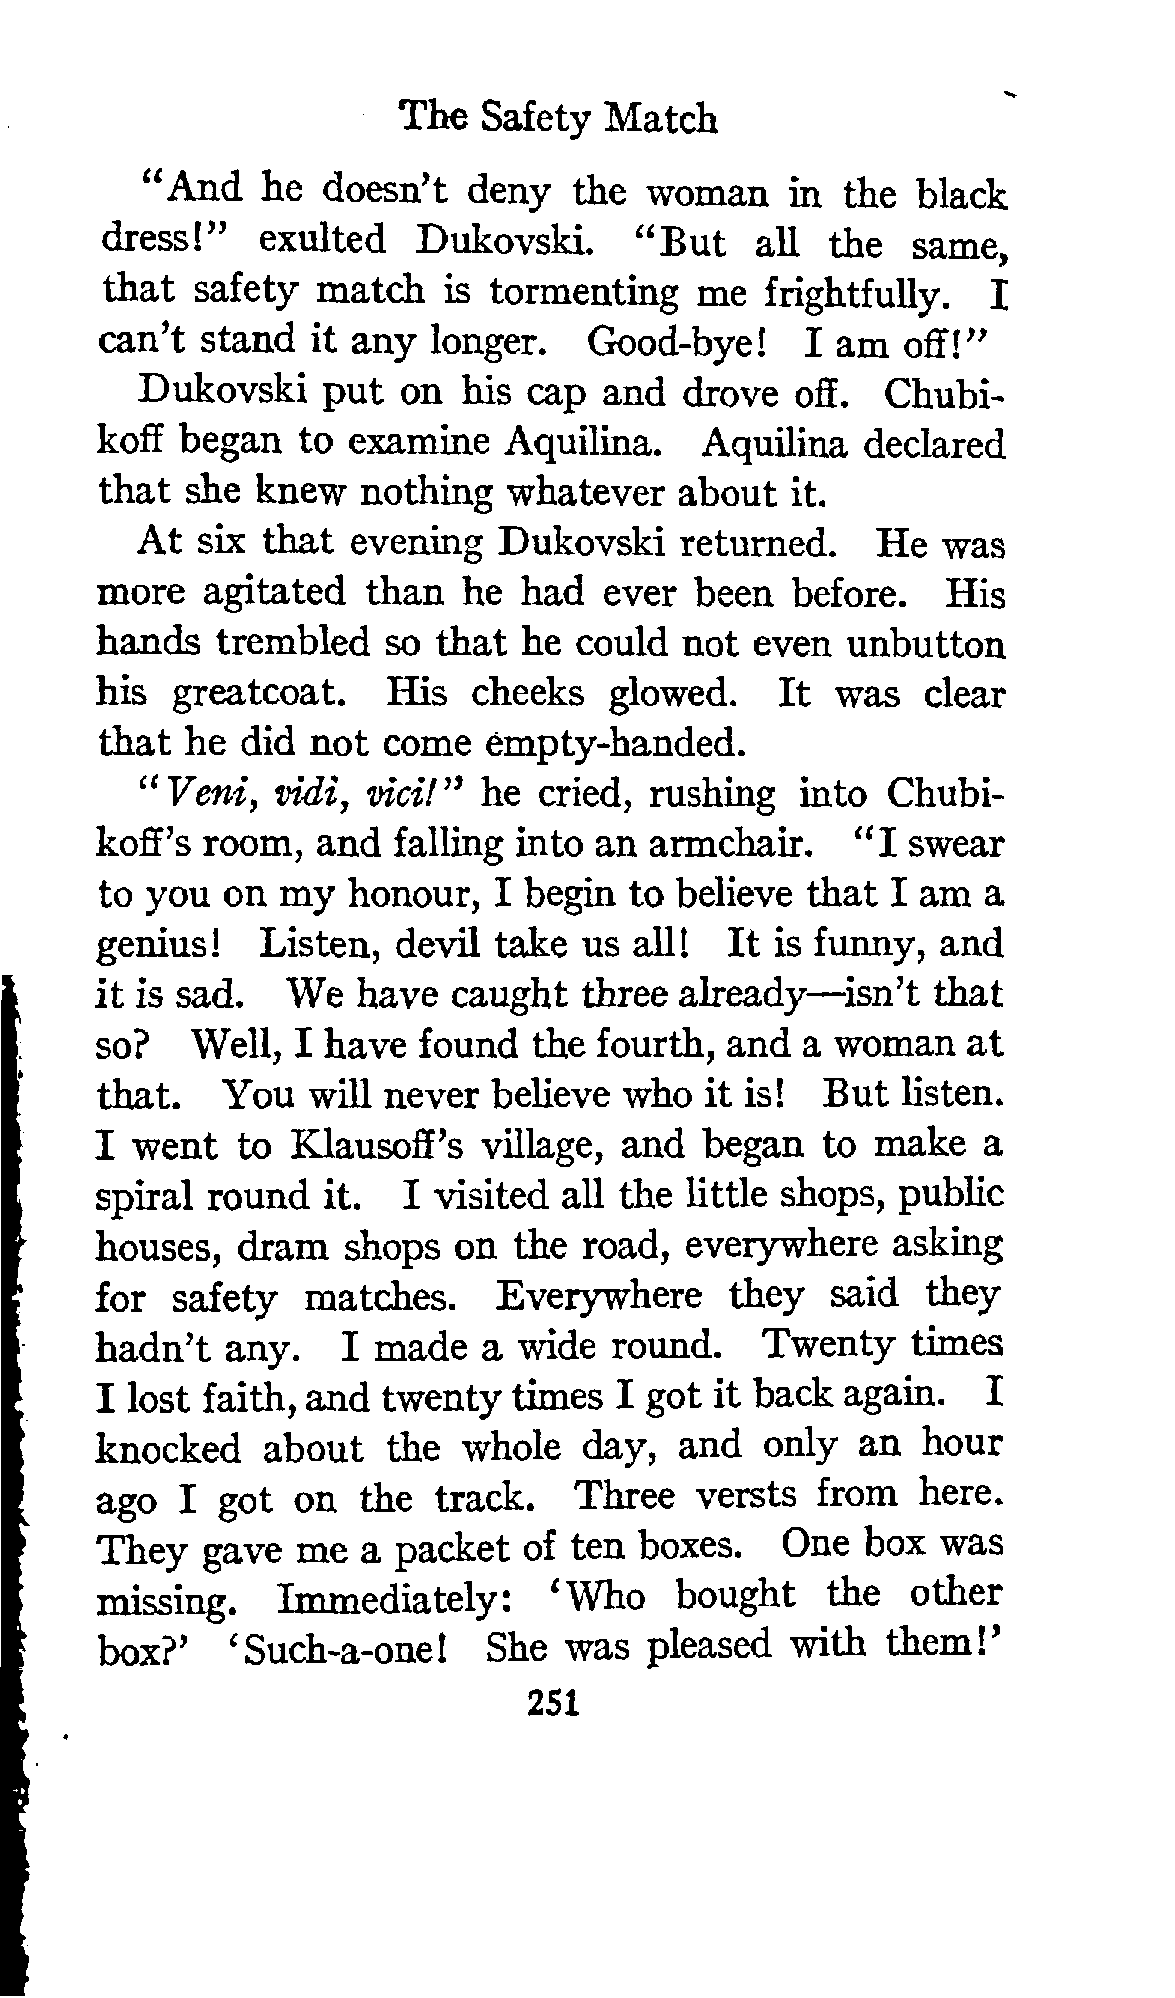 The Safety Match
“And he doesn’t deny the woman in the black
dress!” exulted Dukovski. “But all the same,
that safety match is tormenting me frightfully. I
can’t stand it any longer. Good-bye! I am off!”
Dukovski put on his cap and drove off. Chubi-
koff began to examine Aquilina. Aquilina declared
that she knew nothing whatever about it.
At six that evening Dukovski returned. He was
more agitated than he had ever been before. His
hands trembled so that he could not even unbutton
his greatcoat. His cheeks glowed. It was clear
that he did not come empty-handed.
“Veni, vidi, vici!” he cried, rushing into Chubi-
koff’s room, and falling into an armchair. “I swear
to you on my honour, I begin to believe that I am a
genius! Listen, devil take us all! It is funny, and
it is sad. We have caught three already—isn’t that
so? Well, I have found the fourth, and a woman at
that. You will never believe who it is! But listen.
I went to Klausoff’s village, and began to make a
spiral round it. I visited all the little shops, public
houses, dram shops on the road, everywhere asking
for safety matches. Everywhere they said they
hadn’t any. I made a wide round. Twenty times
I lost faith, and twenty times I got it back again. I
knocked about the whole day, and only an hour
ago I got on the track. Three versts from here.
They gave me a packet of ten boxes. One box was
missing. Immediately: ‘Who bought the other
box?’ ‘Such-a-one! She was pleased with them!’
251